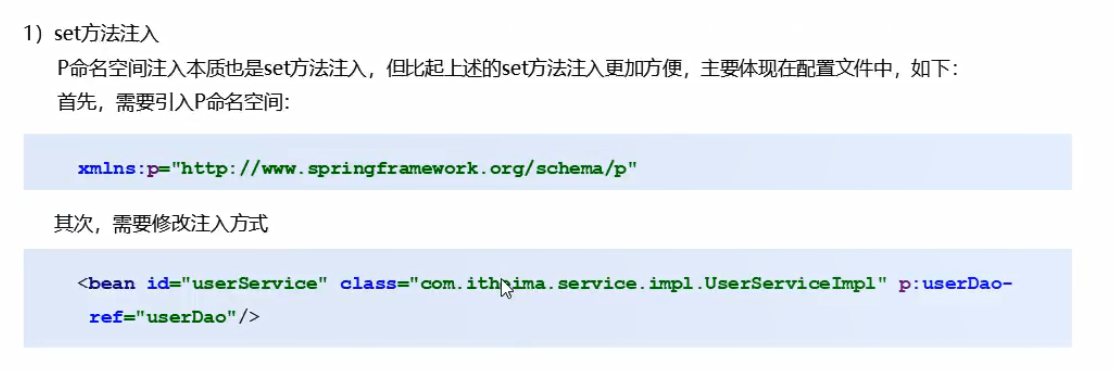 1）set方法注入
P命名空间注入本质也是set方法注入，但比起上述的set方法注入更加方便，主要体现在配置文件中，如下：
首先，需要引入P命名空间：
xmlns:p="http://www.springframework.org/schema/p"
其次，需要修改注入方式
<bean id="userService" class="com.itheima.service.impl.UserServiceImpl" p:userDao-
ref="userDao"/>